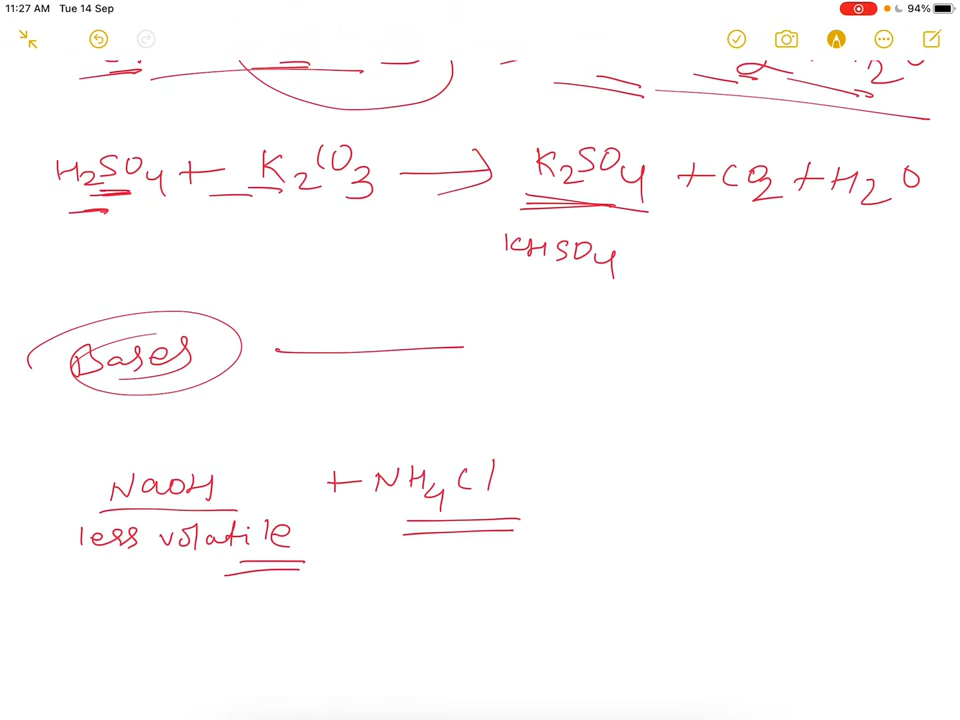 11:27 AM Tue 14 Sep 94%
H2SO4 + K2CO3 → K2SO4 + CO2 + H2O
KHSO4
Bases
NaOH + NH4Cl
less volatile